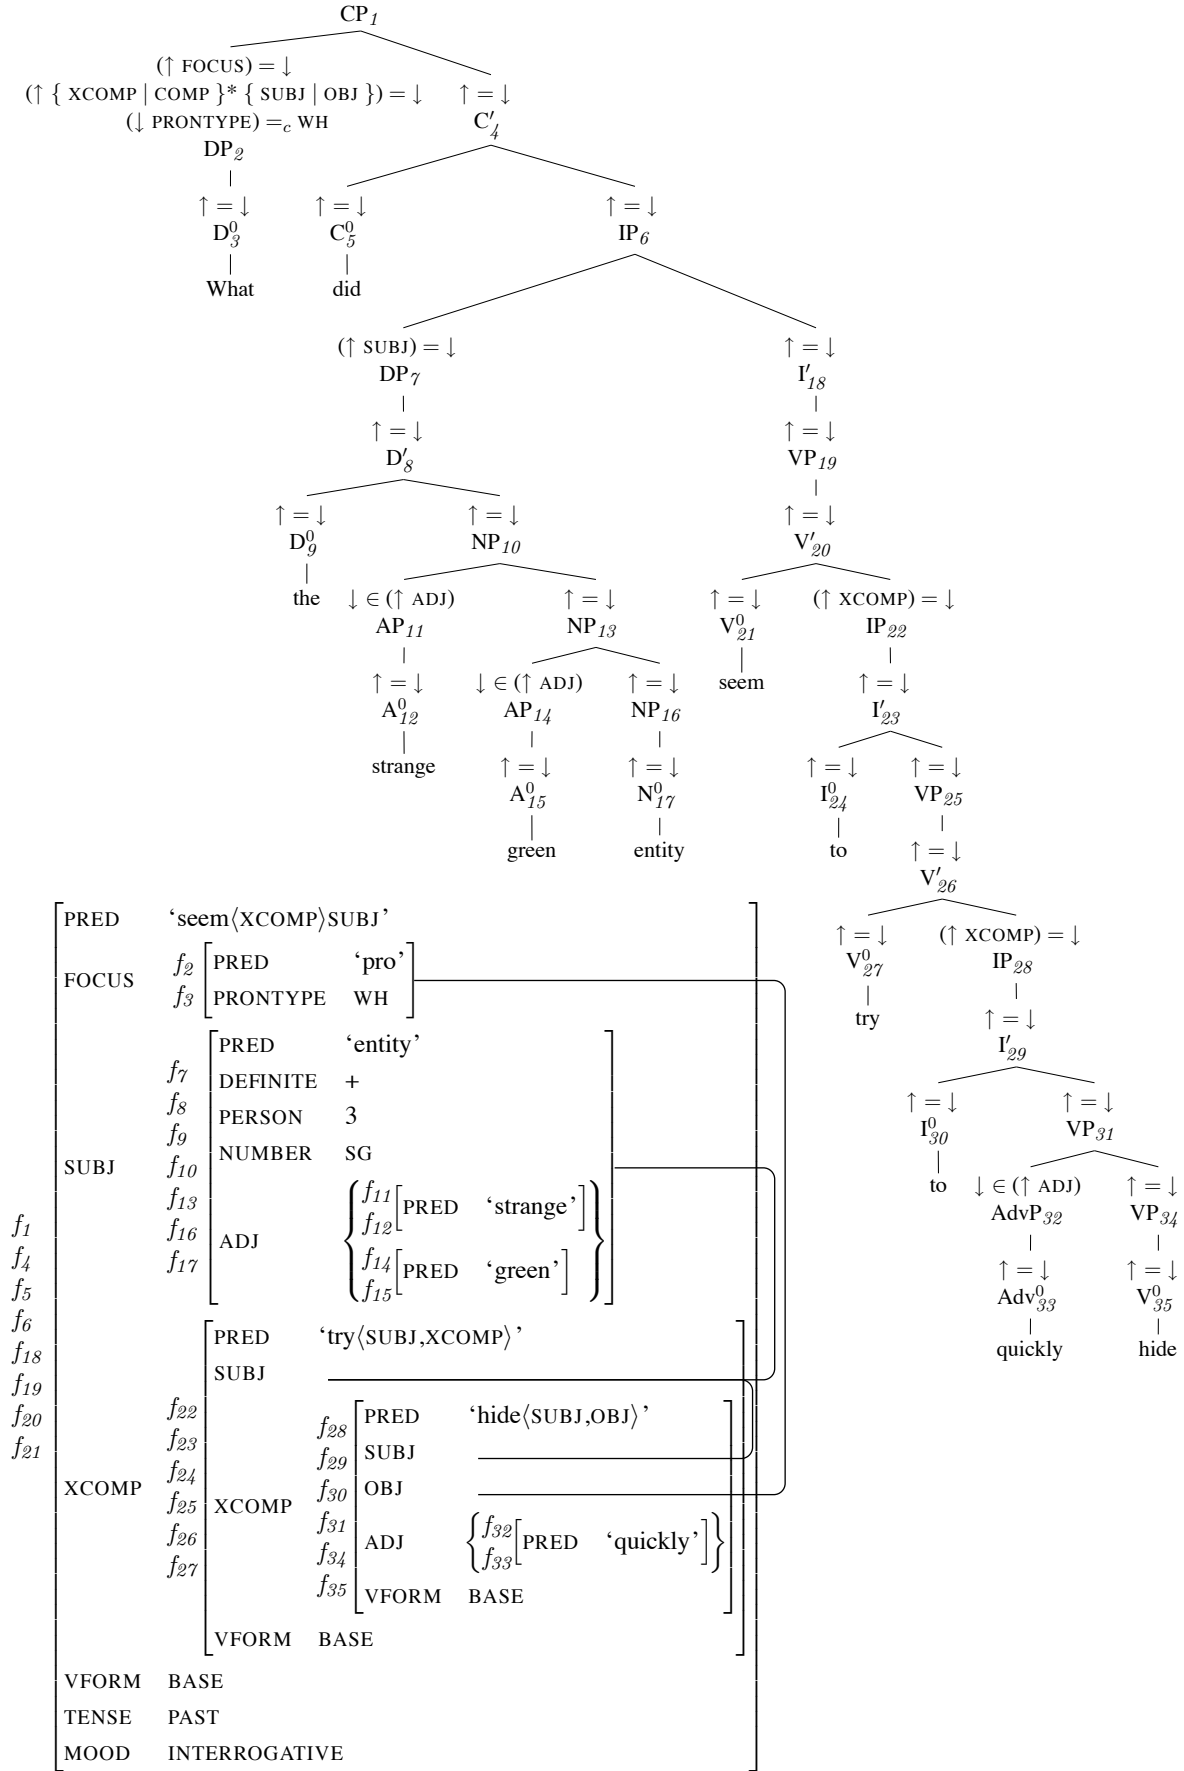 CP1
(↑ FOCUS) = ↓
(↑ { XCOMP | COMP }* { SUBJ | OBJ }) = ↓ ↑ = ↓
(↓ PRONTYPE) =c WH C′4
DP2
↑ = ↓ ↑ = ↓ ↑ = ↓
D⁰3 C⁰5 IP6
What did
(↑ SUBJ) = ↓ ↑ = ↓
DP7 I′18
↑ = ↓ ↑ = ↓
D′8 VP19
↑ = ↓ ↑ = ↓ ↑ = ↓
D⁰9 NP10 V′20
the ↓ ∈ (↑ ADJ) ↑ = ↓ ↑ = ↓ (↑ XCOMP) = ↓
AP11 NP13 V⁰21 IP22
↑ = ↓ ↓ ∈ (↑ ADJ) ↑ = ↓ seem ↑ = ↓
A⁰12 AP14 NP16 I′23
strange ↑ = ↓ ↑ = ↓ ↑ = ↓ ↑ = ↓
A⁰15 N⁰17 I⁰24 VP25
green entity to ↑ = ↓
V′26
↑ = ↓ (↑ XCOMP) = ↓
V⁰27 IP28
try ↑ = ↓
I′29
↑ = ↓ ↑ = ↓
I⁰30 VP31
to ↓ ∈ (↑ ADJ) ↑ = ↓
AdvP32 VP34
↑ = ↓ ↑ = ↓
Adv⁰33 V⁰35
quickly hide
f1
f4
f5
f6
f18
f19
f20
f21
PRED ‘seem⟨XCOMP⟩SUBJ’
FOCUS
f2
f3
PRED ‘pro’
PRONTYPE WH
SUBJ
f7
f8
f9
f10
f13
f16
f17
PRED ‘entity’
DEFINITE +
PERSON 3
NUMBER SG
ADJ
f11
f12
PRED ‘strange’
f14
f15
PRED ‘green’
XCOMP
f22
f23
f24
f25
f26
f27
PRED ‘try⟨SUBJ,XCOMP⟩’
SUBJ
XCOMP
f28
f29
f30
f31
f34
f35
PRED ‘hide⟨SUBJ,OBJ⟩’
SUBJ
OBJ
ADJ
f32
f33
PRED ‘quickly’
VFORM BASE
VFORM BASE
VFORM BASE
TENSE PAST
MOOD INTERROGATIVE